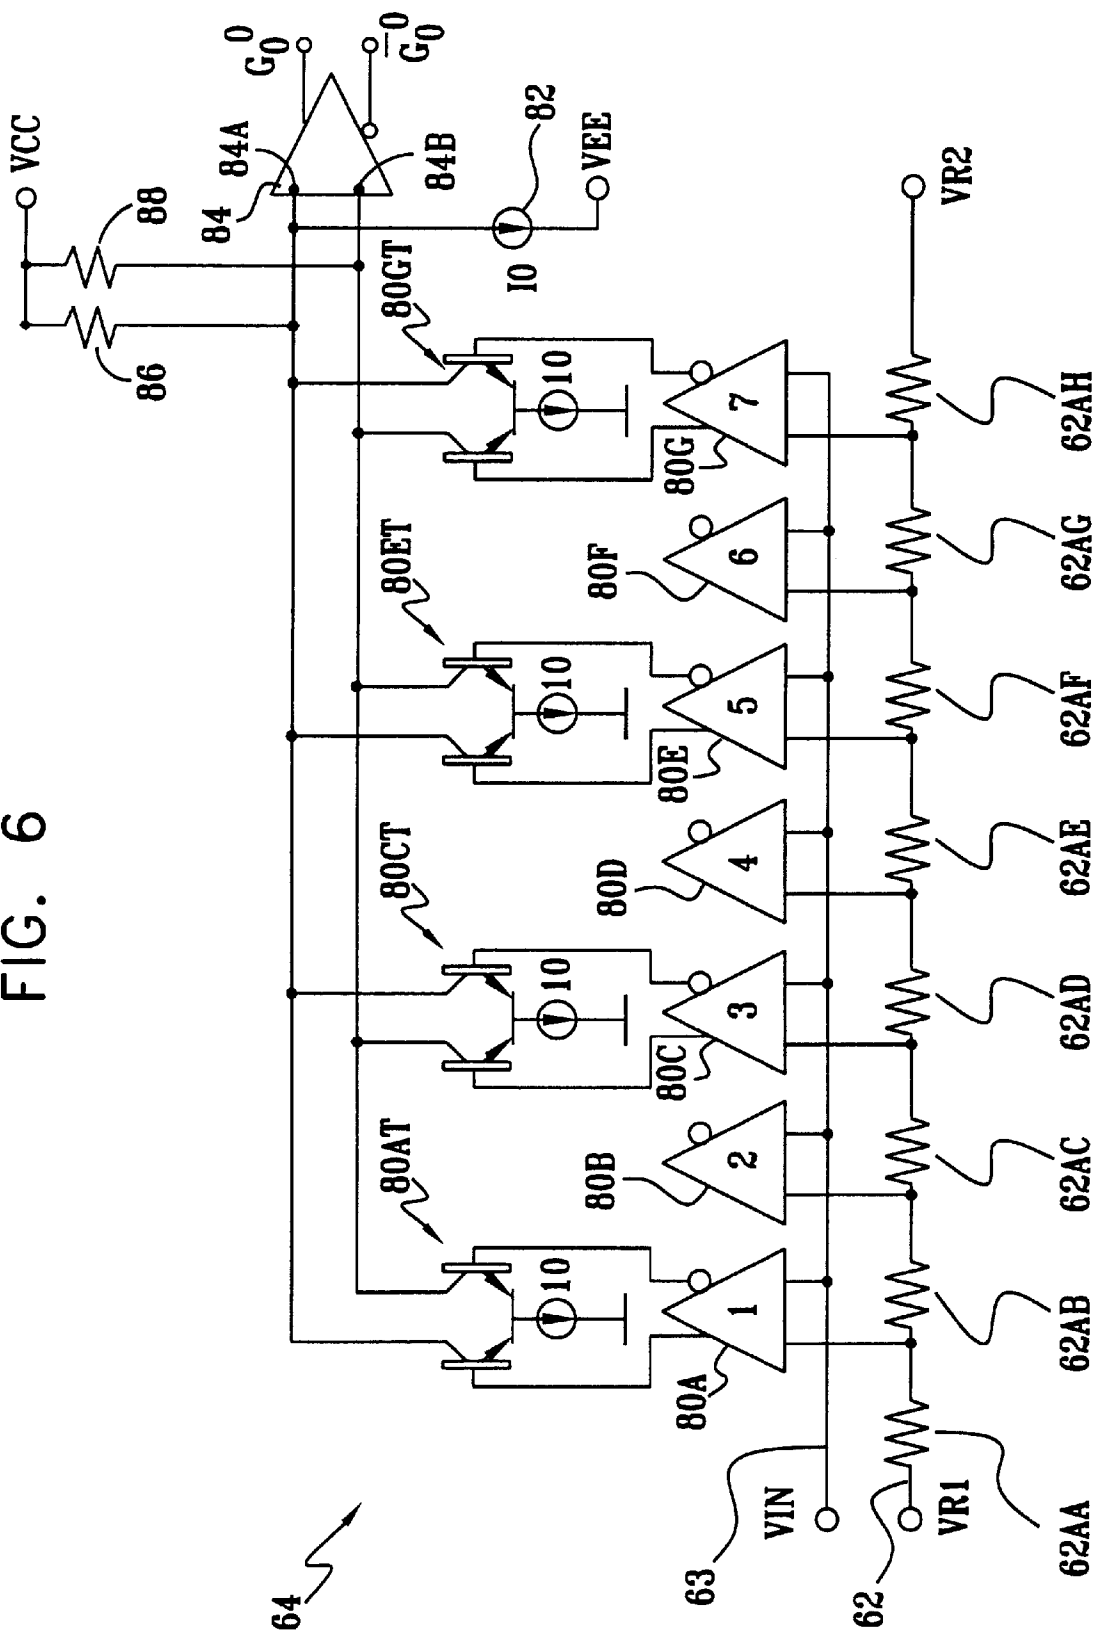 FIG. 6
64
VCC
86
88
84
84A
84B
G₀⁰
G̅₀⁰
82
I0
VEE
80AT
80CT
80ET
80GT
10
10
10
10
80A
80B
80C
80D
80E
80F
80G
1
2
3
4
5
6
7
63
VIN
62
VR1
VR2
62AA
62AB
62AC
62AD
62AE
62AF
62AG
62AH